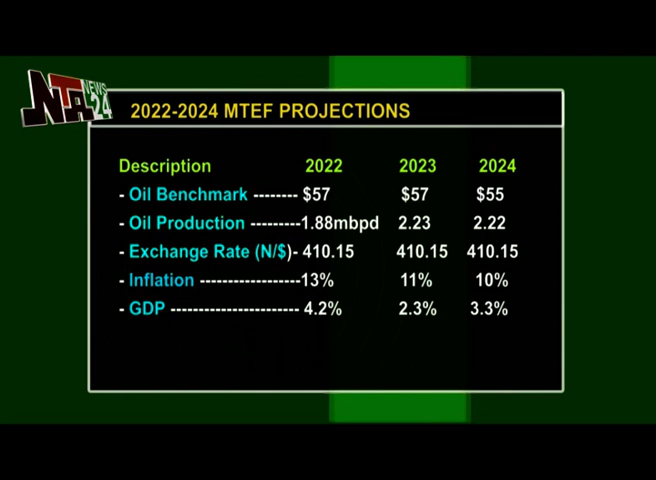 NTA NEWS 24
2022-2024 MTEF PROJECTIONS
Description 2022 2023 2024
- Oil Benchmark -------- $57 $57 $55
- Oil Production ---------1.88mbpd 2.23 2.22
- Exchange Rate (N/$)- 410.15 410.15 410.15
- Inflation ------------------13% 11% 10%
- GDP ----------------------- 4.2% 2.3% 3.3%